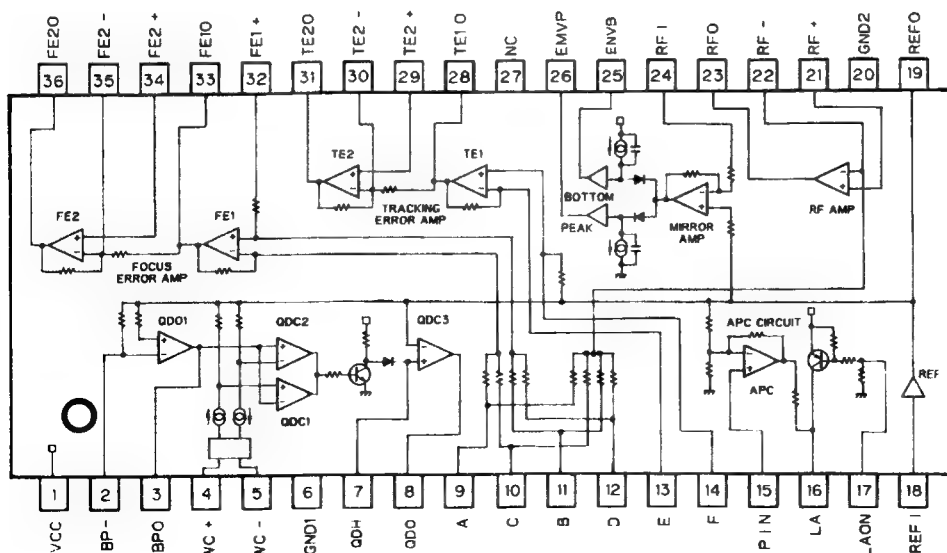 FE2O FE2- FE2+ FE1O FE1+ TE2O TE2- TE2+ TE1O NC EMVP ENVB RF I RFO RF - RF + GND2 REFO
36 35 34 33 32 31 30 29 28 27 26 25 24 23 22 21 20 19
TE2 TE1
BOTTOM
TRACKING
ERROR AMP
PEAK
MIRROR
AMP
RF AMP
FE2 FE1
FOCUS
ERROR AMP
QDO1 QDC2 QDC3
APC CIRCUIT
APC
REF
QDC1
1 2 3 4 5 6 7 8 9 10 11 12 13 14 15 16 17 18
VCC BP- BPO VC+ VC- GND1 QDH QDO A C B D E F PIN LA -AON REF I